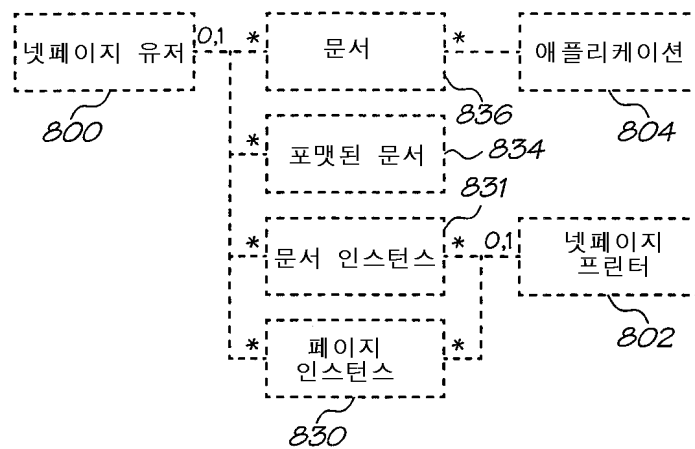 넷페이지 유저
0,1
*
문서
*
애플리케이션
800
836
804
*
포맷된 문서
834
831
*
문서 인스턴스
*
0,1
넷페이지
프린터
802
*
페이지
인스턴스
*
830